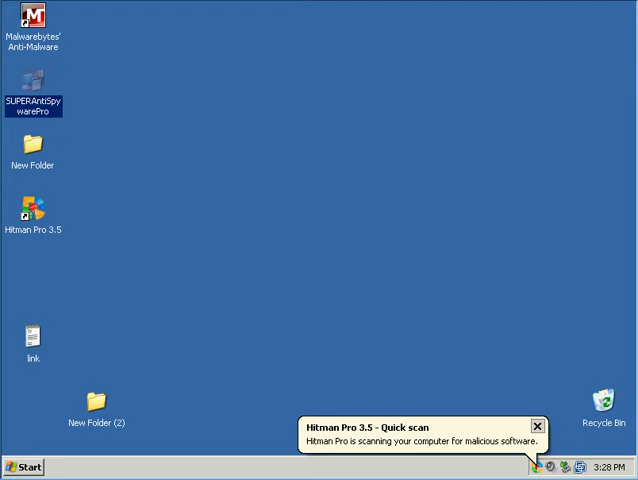 Malwarebytes'
Anti-Malware
SUPERAntiSpy
warePro
New Folder
Hitman Pro 3.5
link
New Folder (2)
Recycle Bin
Hitman Pro 3.5 - Quick scan
Hitman Pro is scanning your computer for malicious software.
Start
3:28 PM